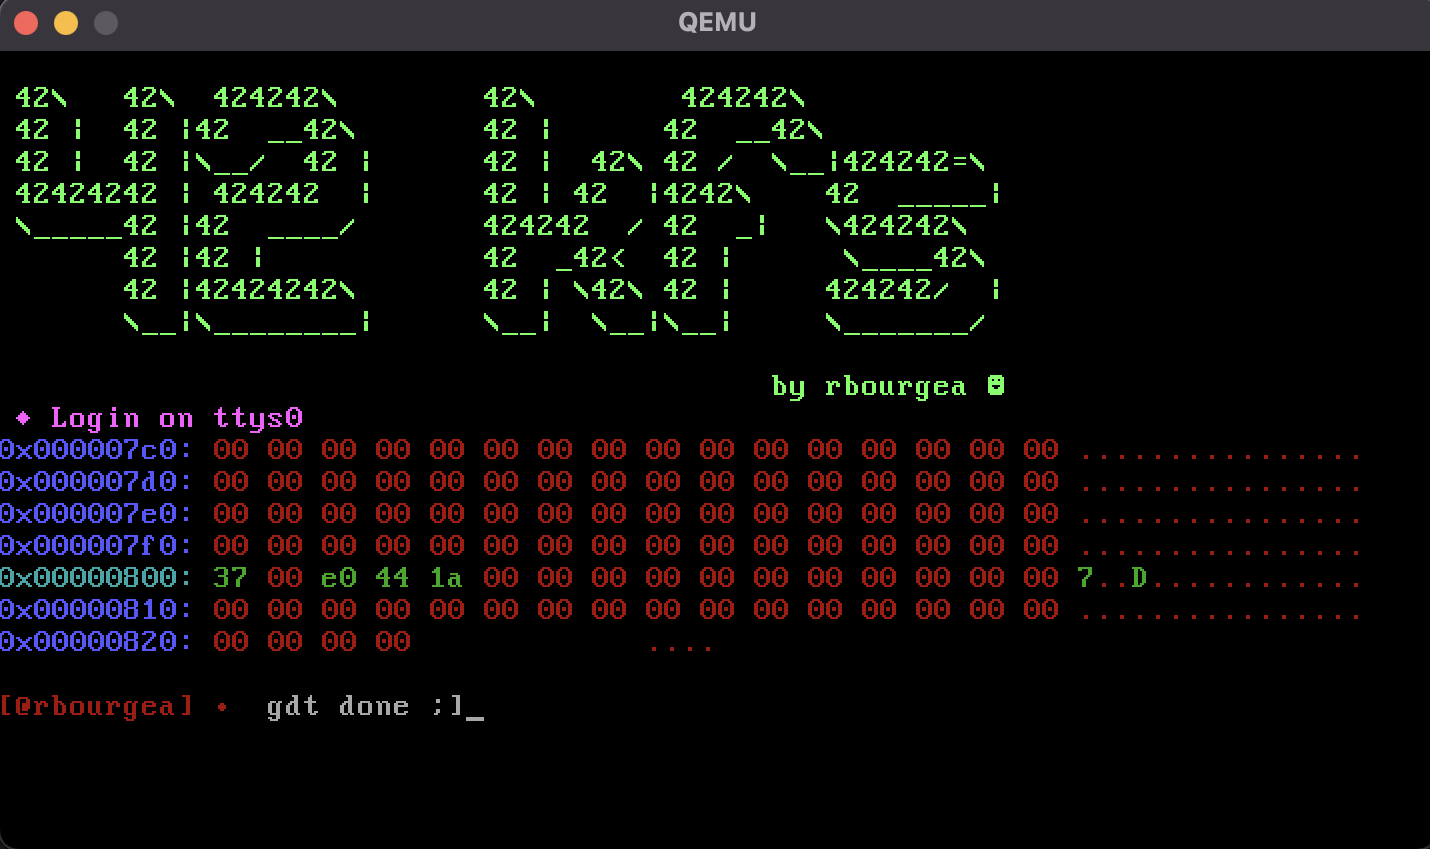 QEMU
42\   42\  424242\        42\        424242\
42 |  42 |42  __42\       42 |      42  __42\
42 |  42 |\__/  42 |      42 |  42\ 42 /  \__|424242=\
42424242 | 424242  |      42 | 42  |4242\    42  _____|
\_____42 |42  ____/       424242  / 42  _|   \424242\
      42 |42 |            42  _42<  42 |      \____42\
      42 |42424242\       42 | \42\ 42 |     424242/  |
      \__|\________|      \__|  \__|\__|     \_______/
by rbourgea ☻
♦ Login on ttys0
0x000007c0: 00 00 00 00 00 00 00 00 00 00 00 00 00 00 00 00 ................
0x000007d0: 00 00 00 00 00 00 00 00 00 00 00 00 00 00 00 00 ................
0x000007e0: 00 00 00 00 00 00 00 00 00 00 00 00 00 00 00 00 ................
0x000007f0: 00 00 00 00 00 00 00 00 00 00 00 00 00 00 00 00 ................
0x00000800: 37 00 e0 44 1a 00 00 00 00 00 00 00 00 00 00 00 7..D............
0x00000810: 00 00 00 00 00 00 00 00 00 00 00 00 00 00 00 00 ................
0x00000820: 00 00 00 00             ....
[@rbourgea] •  gdt done ;]_